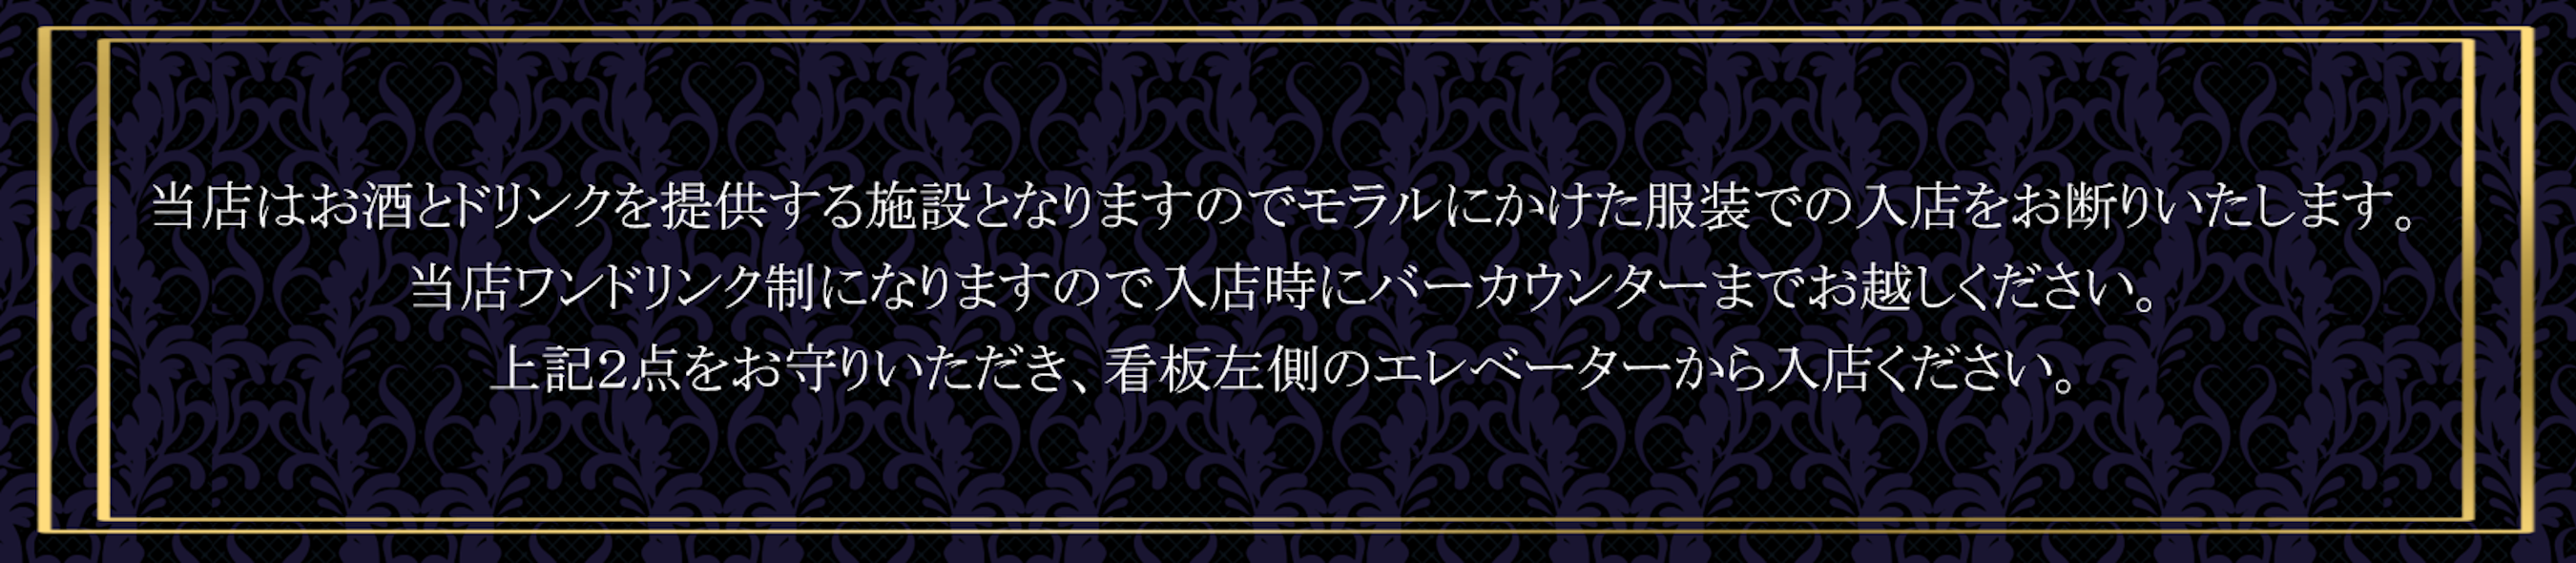 当店はお酒とドリンクを提供する施設となりますのでモラルにかけた服装での入店をお断りいたします。
当店ワンドリンク制になりますので入店時にバーカウンターまでお越しください。
上記２点をお守りいただき、看板左側のエレベーターから入店ください。